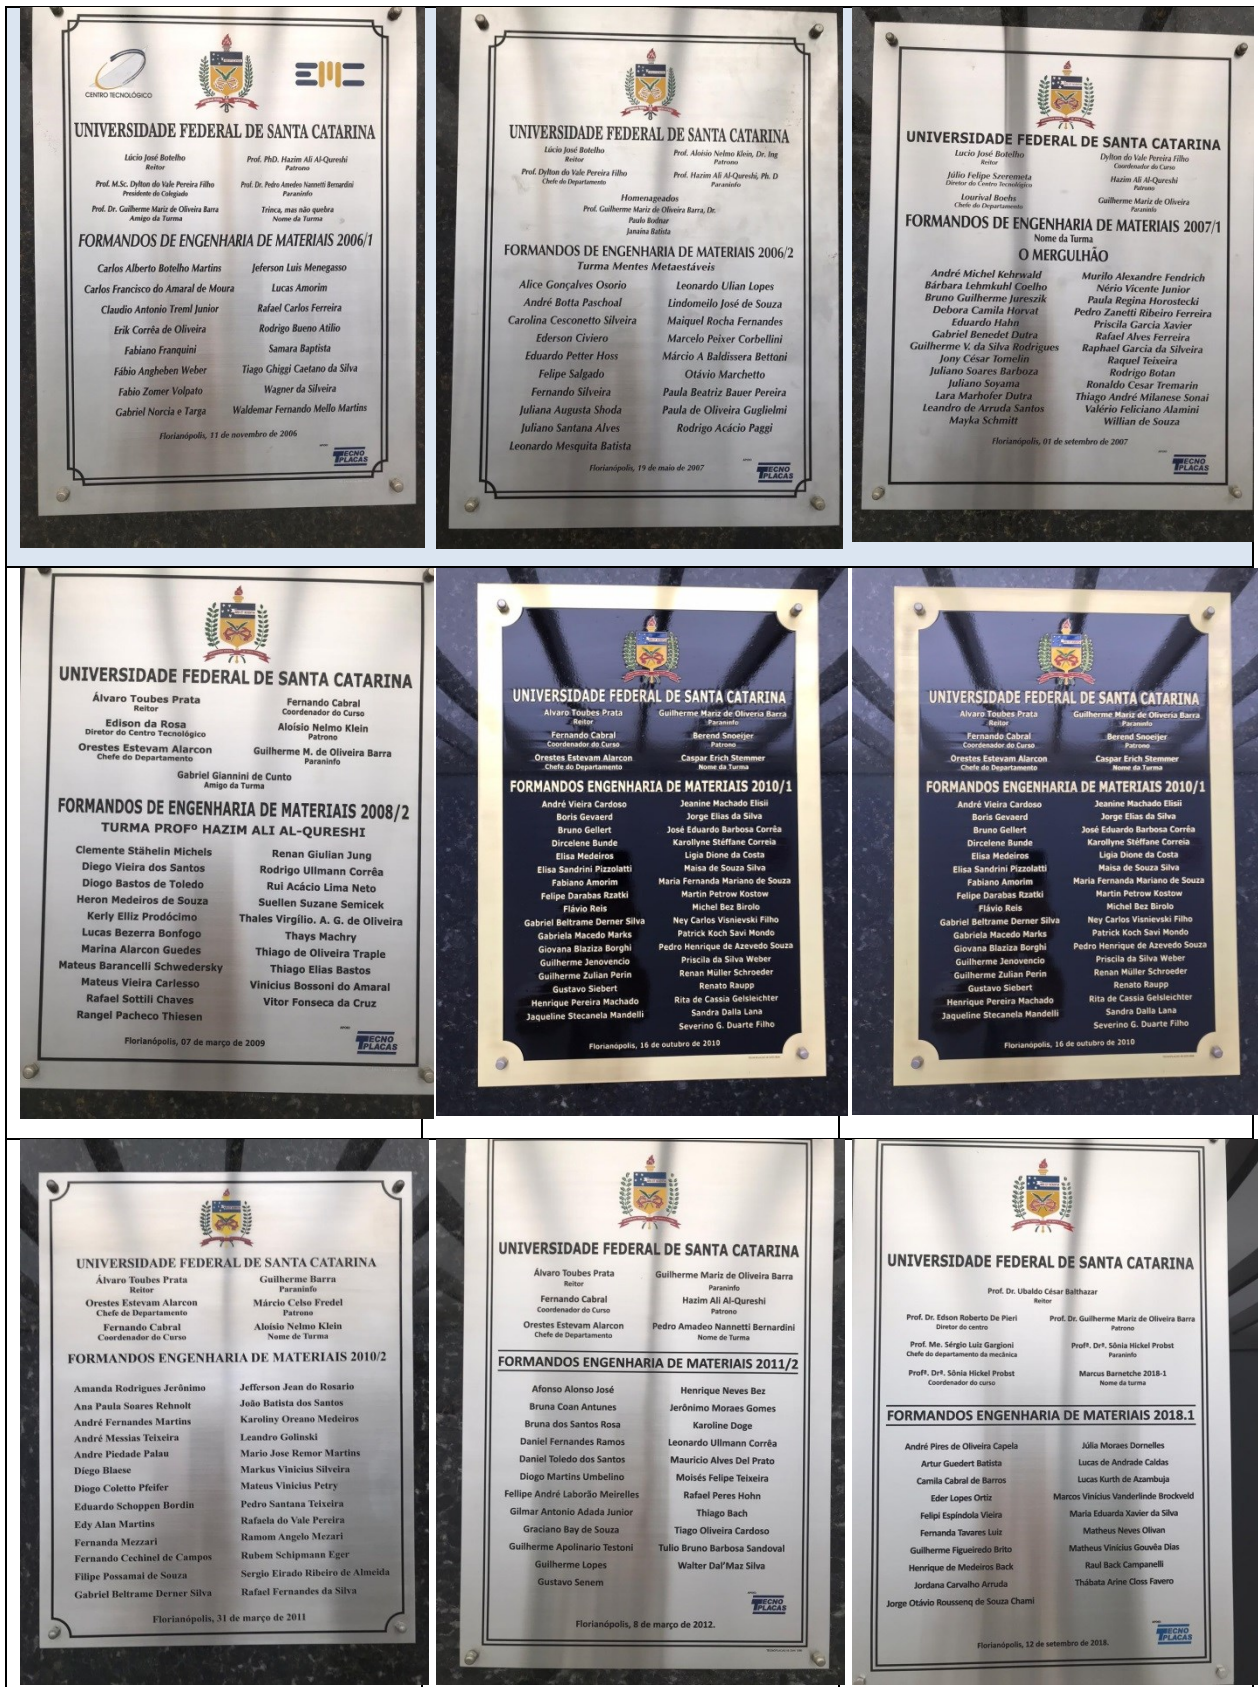 CENTRO TECNOLÓGICO
EMC
UNIVERSIDADE FEDERAL DE SANTA CATARINA
Lúcio José Botelho
Reitor
Prof. PhD. Hazim Ali Al-Qureshi
Patrono
Prof. M.Sc. Dylton do Vale Pereira Filho
Presidente do Colegiado
Prof. Dr. Pedro Amedeo Nannetti Bernardini
Paraninfo
Prof. Dr. Guilherme Mariz de Oliveira Barra
Amigo da Turma
Trinca, mas não quebra
Nome da Turma
FORMANDOS DE ENGENHARIA DE MATERIAIS 2006/1
Carlos Alberto Botelho Martins
Carlos Francisco do Amaral de Moura
Claudio Antonio Treml Junior
Erik Corrêa de Oliveira
Fabiano Franquini
Fábio Angheben Weber
Fabio Zomer Volpato
Gabriel Norcia e Targa
Jeferson Luis Menegasso
Lucas Amorim
Rafael Carlos Ferreira
Rodrigo Bueno Atílio
Samara Baptista
Tiago Ghiggi Caetano da Silva
Wagner da Silveira
Waldemar Fernando Mello Martins
Florianópolis, 11 de novembro de 2006
TECNO
PLACAS
UNIVERSIDADE FEDERAL DE SANTA CATARINA
Lúcio José Botelho
Reitor
Prof. Aloísio Nelmo Klein, Dr. Ing
Patrono
Prof. Dylton do Vale Pereira Filho
Chefe do Departamento
Prof. Hazim Ali Al-Qureshi, Ph. D
Paraninfo
Homenageados
Prof. Guilherme Mariz de Oliveira Barra, Dr.
Paulo Bodnar
Janaina Batista
FORMANDOS DE ENGENHARIA DE MATERIAIS 2006/2
Turma Mentes Metaestáveis
Alice Gonçalves Osorio
André Botta Paschoal
Carolina Cesconetto Silveira
Ederson Civiero
Eduardo Petter Hoss
Felipe Salgado
Fernando Silveira
Juliana Augusta Shoda
Juliano Santana Alves
Leonardo Mesquita Batista
Leonardo Ulian Lopes
Lindomeilo José de Souza
Maiquel Rocha Fernandes
Marcelo Peixer Corbellini
Márcio A Baldissera Bettoni
Otávio Marchetto
Paula Beatriz Bauer Pereira
Paula de Oliveira Guglielmi
Rodrigo Acácio Paggi
Florianópolis, 19 de maio de 2007
TECNO
PLACAS
UNIVERSIDADE FEDERAL DE SANTA CATARINA
Lucio José Botelho
Reitor
Dylton do Vale Pereira Filho
Coordenador do Curso
Júlio Felipe Szeremeta
Diretor do Centro Tecnológico
Hazim Ali Al-Qureshi
Patrono
Lourival Boehs
Chefe do Departamento
Guilherme Mariz de Oliveira
Paraninfo
FORMANDOS DE ENGENHARIA DE MATERIAIS 2007/1
Nome da Turma
O MERGULHÃO
André Michel Kehrwald
Bárbara Lehmkuhl Coelho
Bruno Guilherme Jureszik
Debora Camila Horvat
Eduardo Hahn
Gabriel Benedet Dutra
Guilherme V. da Silva Rodrigues
Jony César Tomelin
Juliano Soares Barboza
Juliano Soyama
Lara Marhofer Dutra
Leandro de Arruda Santos
Mayka Schmitt
Murilo Alexandre Fendrich
Nério Vicente Junior
Paula Regina Horostecki
Pedro Zanetti Ribeiro Ferreira
Priscila Garcia Xavier
Rafael Alves Ferreira
Raphael Garcia da Silveira
Raquel Teixeira
Rodrigo Botan
Ronaldo Cesar Tremarin
Thiago André Milanese Sonai
Valério Feliciano Alamini
Willian de Souza
Florianópolis, 01 de setembro de 2007
TECNO
PLACAS
UNIVERSIDADE FEDERAL DE SANTA CATARINA
Álvaro Toubes Prata
Reitor
Fernando Cabral
Coordenador do Curso
Edison da Rosa
Diretor do Centro Tecnológico
Aloísio Nelmo Klein
Patrono
Orestes Estevam Alarcon
Chefe do Departamento
Guilherme M. de Oliveira Barra
Paraninfo
Gabriel Giannini de Cunto
Amigo da Turma
FORMANDOS DE ENGENHARIA DE MATERIAIS 2008/2
TURMA PROFº HAZIM ALI AL-QURESHI
Clemente Stähelin Michels
Diego Vieira dos Santos
Diogo Bastos de Toledo
Heron Medeiros de Souza
Kerly Elliz Prodócimo
Lucas Bezerra Bonfogo
Marina Alarcon Guedes
Mateus Barancelli Schwedersky
Mateus Vieira Carlesso
Rafael Sottili Chaves
Rangel Pacheco Thiesen
Renan Giulian Jung
Rodrigo Ullmann Corrêa
Rui Acácio Lima Neto
Suellen Suzane Semicek
Thales Virgílio. A. G. de Oliveira
Thays Machry
Thiago de Oliveira Traple
Thiago Elias Bastos
Vinicius Bossoni do Amaral
Vitor Fonseca da Cruz
Florianópolis, 07 de março de 2009
TECNO
PLACAS
UNIVERSIDADE FEDERAL DE SANTA CATARINA
Alvaro Toubes Prata
Reitor
Guilherme Mariz de Oliveria Barra
Paraninfo
Fernando Cabral
Coordenador do Curso
Berend Snoeijer
Patrono
Orestes Estevam Alarcon
Chefe do Departamento
Caspar Erich Stemmer
Nome da Turma
FORMANDOS ENGENHARIA DE MATERIAIS 2010/1
André Vieira Cardoso
Boris Gevaerd
Bruno Gellert
Dircelene Bunde
Elisa Medeiros
Elisa Sandrini Pizzolatti
Fabiano Amorim
Felipe Darabas Rzatki
Flávio Reis
Gabriel Beltrame Derner Silva
Gabriela Macedo Marks
Giovana Blaziza Borghi
Guilherme Jenovencio
Guilherme Zulian Perin
Gustavo Siebert
Henrique Pereira Machado
Jaqueline Stecanela Mandelli
Jeanine Machado Elisii
Jorge Elias da Silva
José Eduardo Barbosa Corrêa
Karollyne Stéffane Correia
Ligia Dione da Costa
Maisa de Souza Silva
Maria Fernanda Mariano de Souza
Martin Petrow Kostow
Michel Bez Birolo
Ney Carlos Visnievski Filho
Patrick Koch Savi Mondo
Pedro Henrique de Azevedo Souza
Priscila da Silva Weber
Renan Müller Schroeder
Renato Raupp
Rita de Cassia Gelsleichter
Sandra Dalla Lana
Severino G. Duarte Filho
Florianópolis, 16 de outubro de 2010
UNIVERSIDADE FEDERAL DE SANTA CATARINA
Alvaro Toubes Prata
Reitor
Guilherme Mariz de Oliveria Barra
Paraninfo
Fernando Cabral
Coordenador do Curso
Berend Snoeijer
Patrono
Orestes Estevam Alarcon
Chefe do Departamento
Caspar Erich Stemmer
Nome da Turma
FORMANDOS ENGENHARIA DE MATERIAIS 2010/1
André Vieira Cardoso
Boris Gevaerd
Bruno Gellert
Dircelene Bunde
Elisa Medeiros
Elisa Sandrini Pizzolatti
Fabiano Amorim
Felipe Darabas Rzatki
Flávio Reis
Gabriel Beltrame Derner Silva
Gabriela Macedo Marks
Giovana Blaziza Borghi
Guilherme Jenovencio
Guilherme Zulian Perin
Gustavo Siebert
Henrique Pereira Machado
Jaqueline Stecanela Mandelli
Jeanine Machado Elisii
Jorge Elias da Silva
José Eduardo Barbosa Corrêa
Karollyne Stéffane Correia
Ligia Dione da Costa
Maisa de Souza Silva
Maria Fernanda Mariano de Souza
Martin Petrow Kostow
Michel Bez Birolo
Ney Carlos Visnievski Filho
Patrick Koch Savi Mondo
Pedro Henrique de Azevedo Souza
Priscila da Silva Weber
Renan Müller Schroeder
Renato Raupp
Rita de Cassia Gelsleichter
Sandra Dalla Lana
Severino G. Duarte Filho
Florianópolis, 16 de outubro de 2010
UNIVERSIDADE FEDERAL DE SANTA CATARINA
Álvaro Toubes Prata
Reitor
Guilherme Barra
Paraninfo
Orestes Estevam Alarcon
Chefe de Departamento
Márcio Celso Fredel
Patrono
Fernando Cabral
Coordenador do Curso
Aloísio Nelmo Klein
Nome de Turma
FORMANDOS ENGENHARIA DE MATERIAIS 2010/2
Amanda Rodrigues Jerônimo
Ana Paula Soares Rehnolt
André Fernandes Martins
André Messias Teixeira
Andre Piedade Palau
Diego Blaese
Diogo Coletto Pfeifer
Eduardo Schoppen Bordin
Edy Alan Martins
Fernanda Mezzari
Fernando Cechinel de Campos
Filipe Possamai de Souza
Gabriel Beltrame Derner Silva
Jefferson Jean do Rosario
João Batista dos Santos
Karoliny Oreano Medeiros
Leandro Golinski
Mario Jose Remor Martins
Markus Vinicius Silveira
Mateus Vinicius Petry
Pedro Santana Teixeira
Rafaela do Vale Pereira
Ramom Angelo Mezari
Rubem Schipmann Eger
Sergio Eirado Ribeiro de Almeida
Rafael Fernandes da Silva
Florianópolis, 31 de março de 2011
UNIVERSIDADE FEDERAL DE SANTA CATARINA
Álvaro Toubes Prata
Reitor
Guilherme Mariz de Oliveira Barra
Paraninfo
Fernando Cabral
Coordenador do Curso
Hazim Ali Al-Qureshi
Patrono
Orestes Estevam Alarcon
Chefe do Departamento
Pedro Amadeo Nannetti Bernardini
Nome de Turma
FORMANDOS ENGENHARIA DE MATERIAIS 2011/2
Afonso Alonso José
Bruna Coan Antunes
Bruna dos Santos Rosa
Daniel Fernandes Ramos
Daniel Toledo dos Santos
Diogo Martins Umbelino
Fellipe André Laborão Meirelles
Gilmar Antonio Adada Junior
Graciano Bay de Souza
Guilherme Apolinario Testoni
Guilherme Lopes
Gustavo Senem
Henrique Neves Bez
Jerônimo Moraes Gomes
Karoline Doge
Leonardo Ullmann Corrêa
Mauricio Alves Del Prato
Moisés Felipe Teixeira
Rafael Peres Hohn
Thiago Bach
Tiago Oliveira Cardoso
Tulio Bruno Barbosa Sandoval
Walter Dal'Maz Silva
TECNO
PLACAS
Florianópolis, 8 de março de 2012.
UNIVERSIDADE FEDERAL DE SANTA CATARINA
Prof. Dr. Ubaldo César Balthazar
Reitor
Prof. Dr. Edson Roberto De Pieri
Diretor do centro
Prof. Dr. Guilherme Mariz de Oliveira Barra
Patrono
Prof. Me. Sérgio Luiz Gargioni
Chefe do departamento da mecânica
Profª. Drª. Sônia Hickel Probst
Paraninfo
Profª. Drª. Sônia Hickel Probst
Coordenador do curso
Marcus Barnetche 2018-1
Nome da turma
FORMANDOS ENGENHARIA DE MATERIAIS 2018.1
André Pires de Oliveira Capela
Artur Guedert Batista
Camila Cabral de Barros
Eder Lopes Ortiz
Felipi Espíndola Vieira
Fernanda Tavares Luiz
Guilherme Figueiredo Brito
Henrique de Medeiros Back
Jordana Carvalho Arruda
Jorge Otávio Roussenq de Souza Chami
Júlia Moraes Dornelles
Lucas de Andrade Caldas
Lucas Kurth de Azambuja
Marcos Vinícius Vanderlinde Brockveld
Maria Eduarda Xavier da Silva
Matheus Neves Olivan
Matheus Vinícius Gouvêa Dias
Raul Back Campanelli
Thábata Arine Closs Favero
Florianópolis, 12 de setembro de 2018.
TECNO
PLACAS